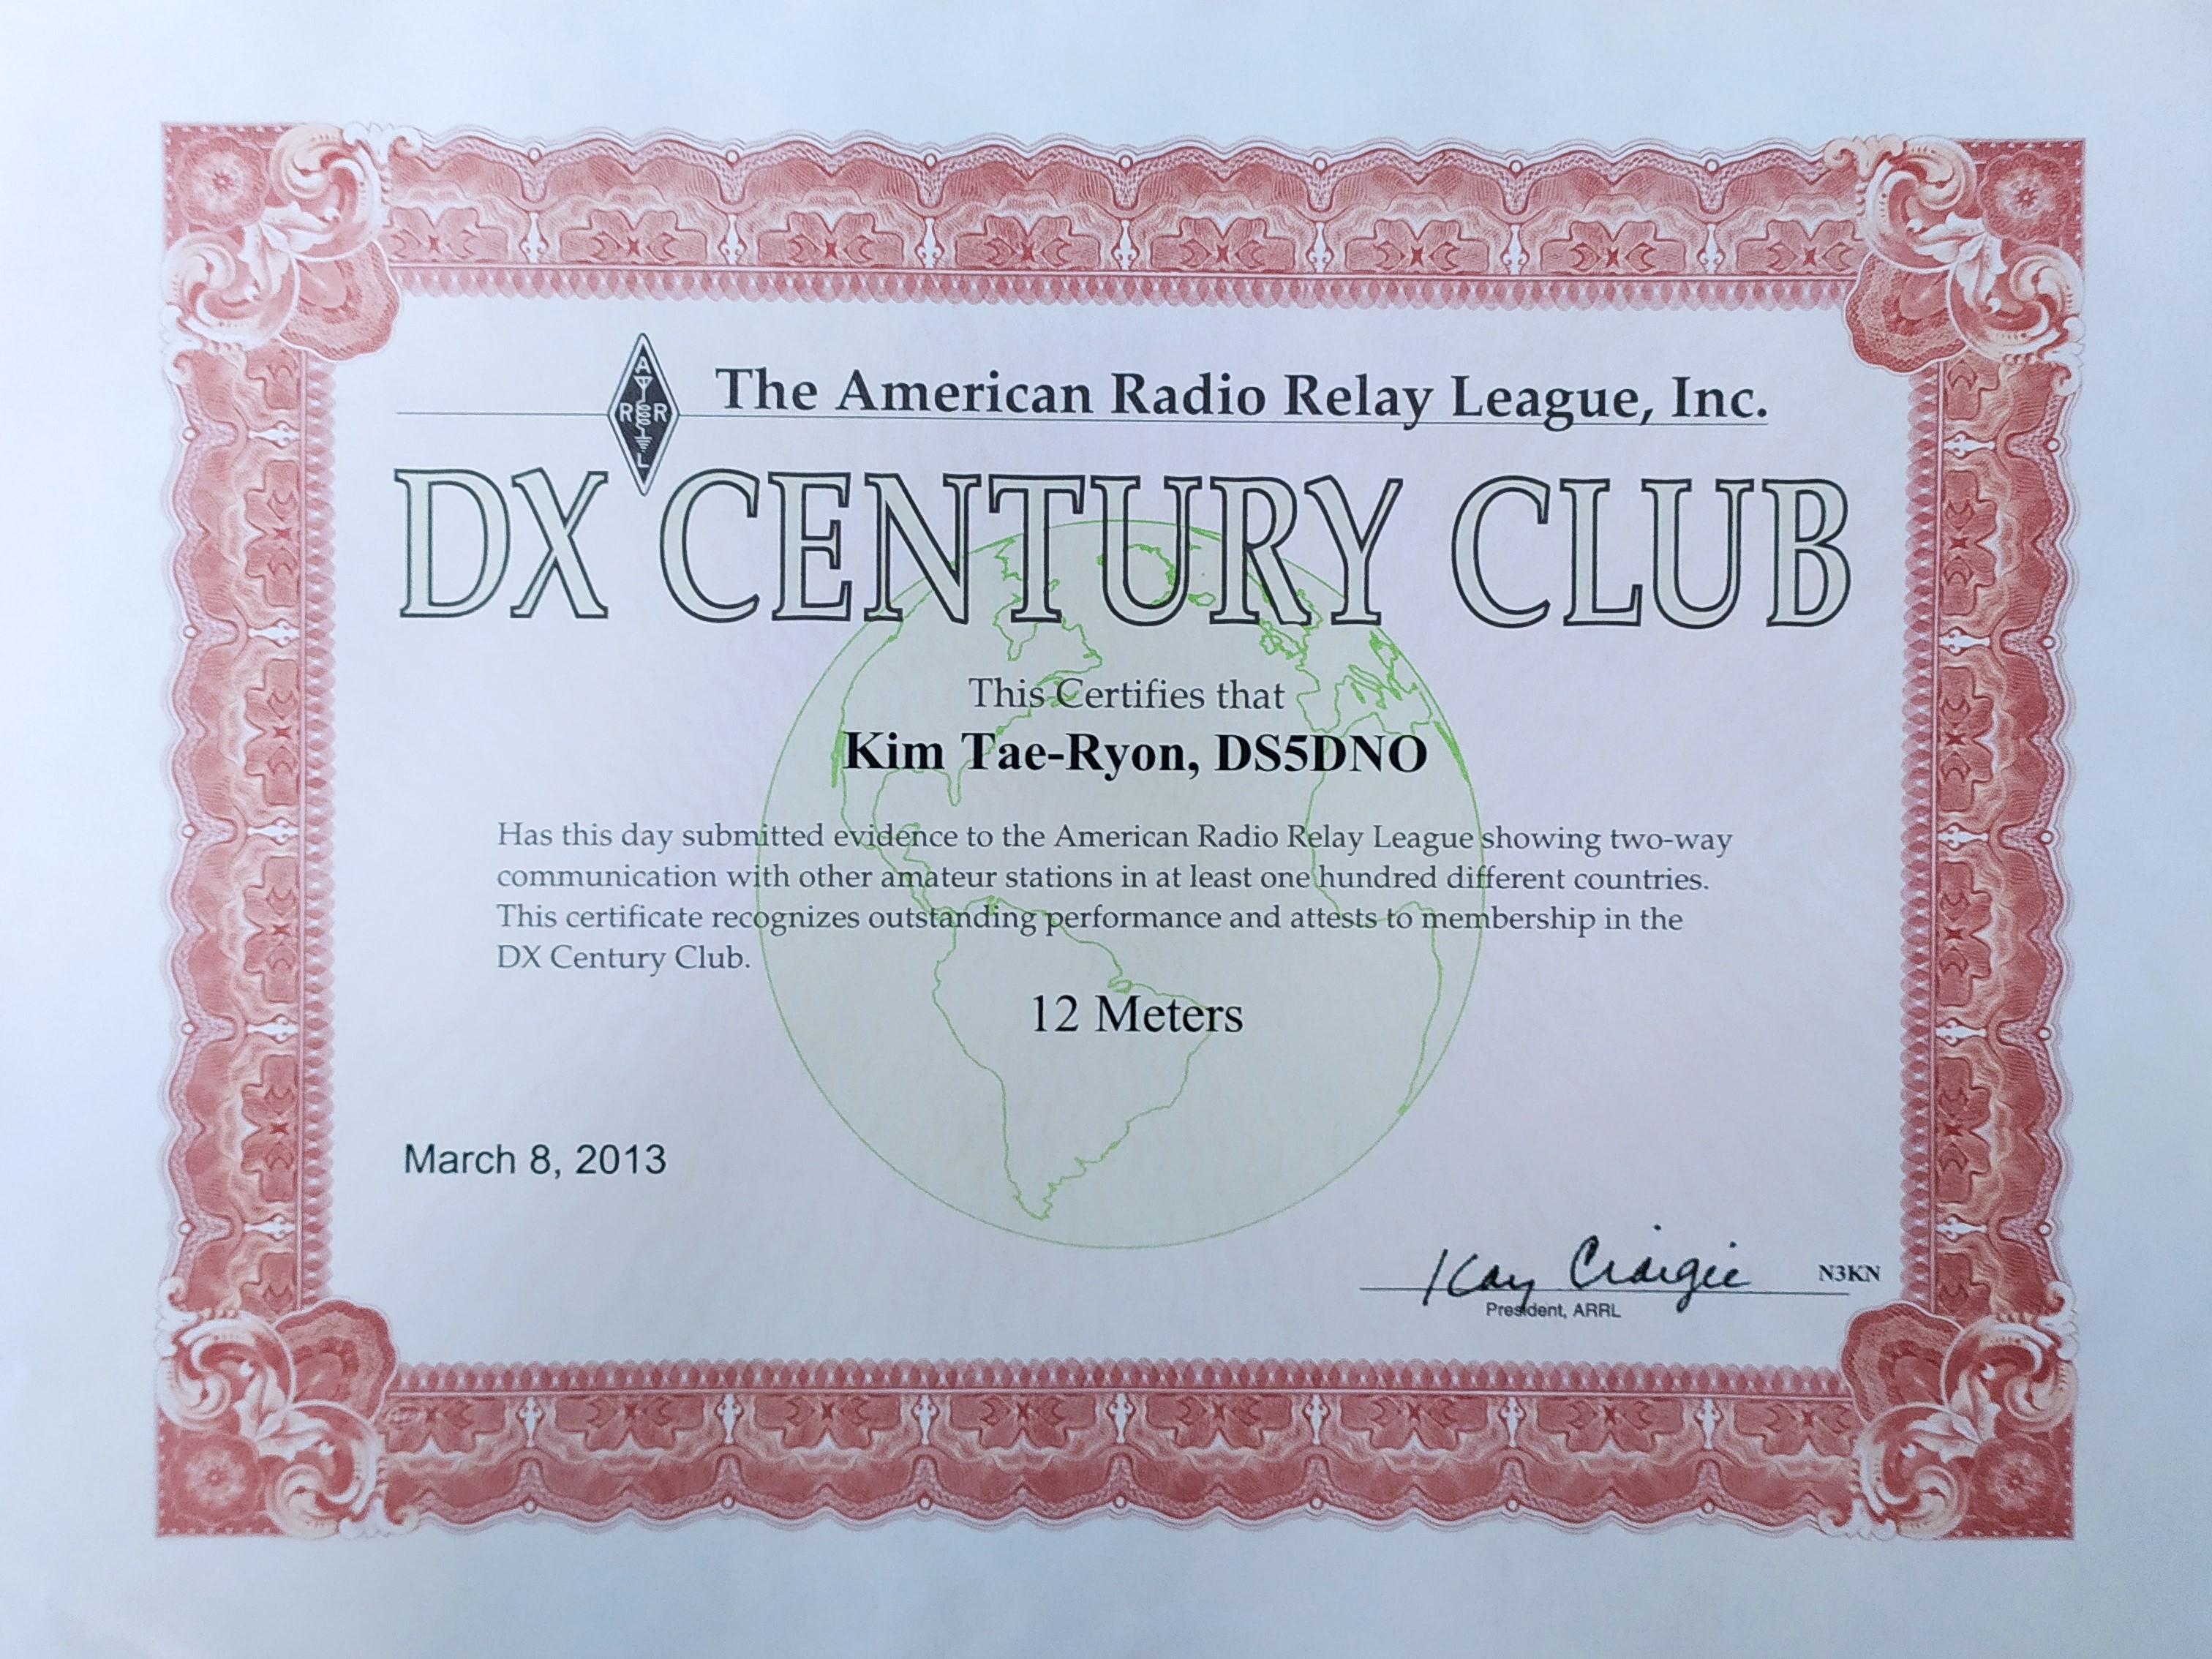 ARRL
The American Radio Relay League, Inc.
DX CENTURY CLUB
This Certifies that
Kim Tae-Ryon, DS5DNO
Has this day submitted evidence to the American Radio Relay League showing two-way
communication with other amateur stations in at least one hundred different countries.
This certificate recognizes outstanding performance and attests to membership in the
DX Century Club.
12 Meters
March 8, 2013
Kay Craigie N3KN
President, ARRL